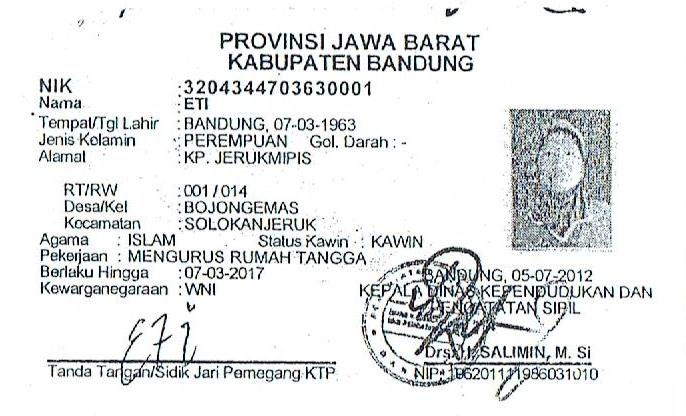 PROVINSI JAWA BARAT
KABUPATEN BANDUNG
NIK :3204344703630001
Nama :ETI
Tempat/Tgl Lahir :BANDUNG, 07-03-1963
Jenis Kelamin :PEREMPUAN Gol. Darah : -
Alamat :KP. JERUKMIPIS
RT/RW :001 / 014
Desa/Kel :BOJONGEMAS
Kecamatan :SOLOKANJERUK
Agama : ISLAM Status Kawin : KAWIN
Pekerjaan : MENGURUS RUMAH TANGGA
Berlaku Hingga :07-03-2017
Kewarganegaraan :WNI
BANDUNG, 05-07-2012
KEPALA DINAS KEPENDUDUKAN DAN
PENCATATAN SIPIL
ETi
Drs. H. SALIMIN, M. Si
Tanda Tangan/Sidik Jari Pemegang KTP
NIP: 196201111986031010